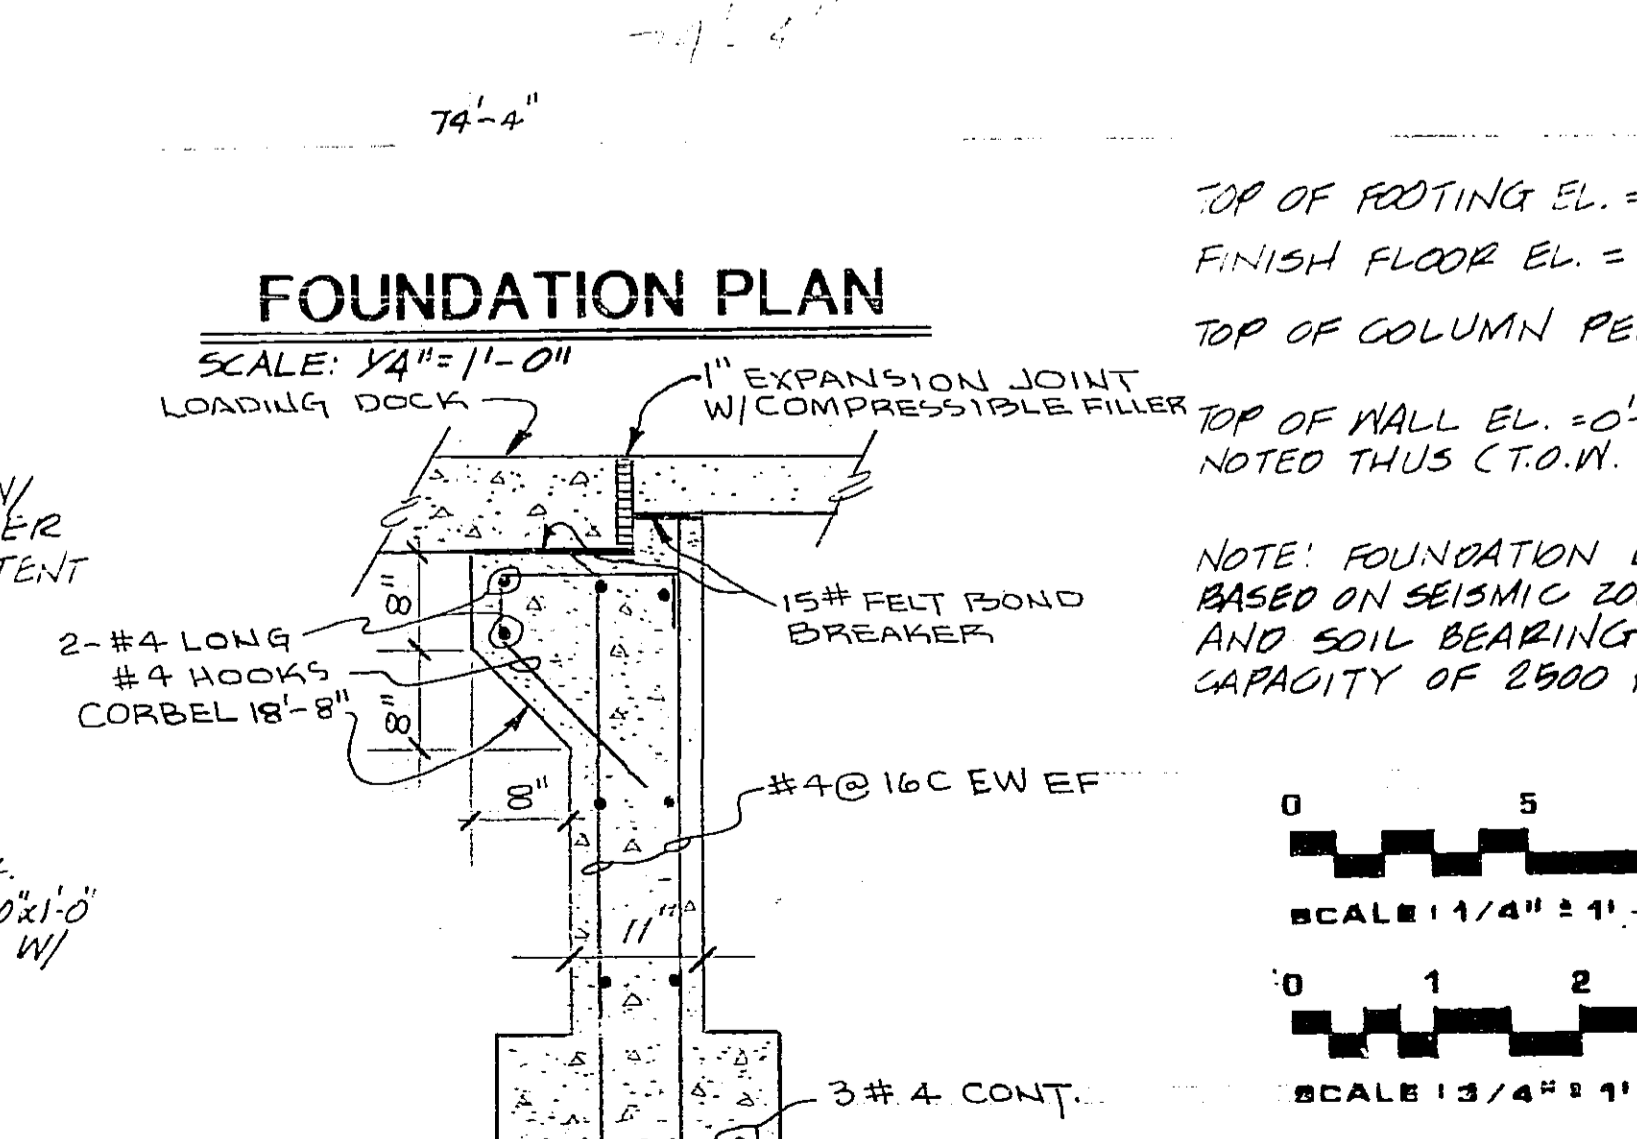 74'-4"
74'-4"
FOUNDATION PLAN
SCALE: 1/4"=1'-0"
LOADING DOCK
1" EXPANSION JOINT
W/COMPRESSIBLE FILLER
W/
TENT
8"
2-#4 LONG
#4 HOOKS
CORBEL 18'-8"
8"
8"
15# FELT BOND
BREAKER
#4@16C EW EF
11"
3#4 CONT.
W/
TOP OF FOOTING EL. =
FINISH FLOOR EL. =
TOP OF COLUMN
TOP OF WALL EL. =0'-
NOTED THUS (T.O.W.
NOTE: FOUNDATION
BASED ON SEISMIC
AND SOIL BEARING
CAPACITY OF 2500
0 5
SCALE: 1/4" = 1'-
0 1 2
SCALE: 3/4" = 1'